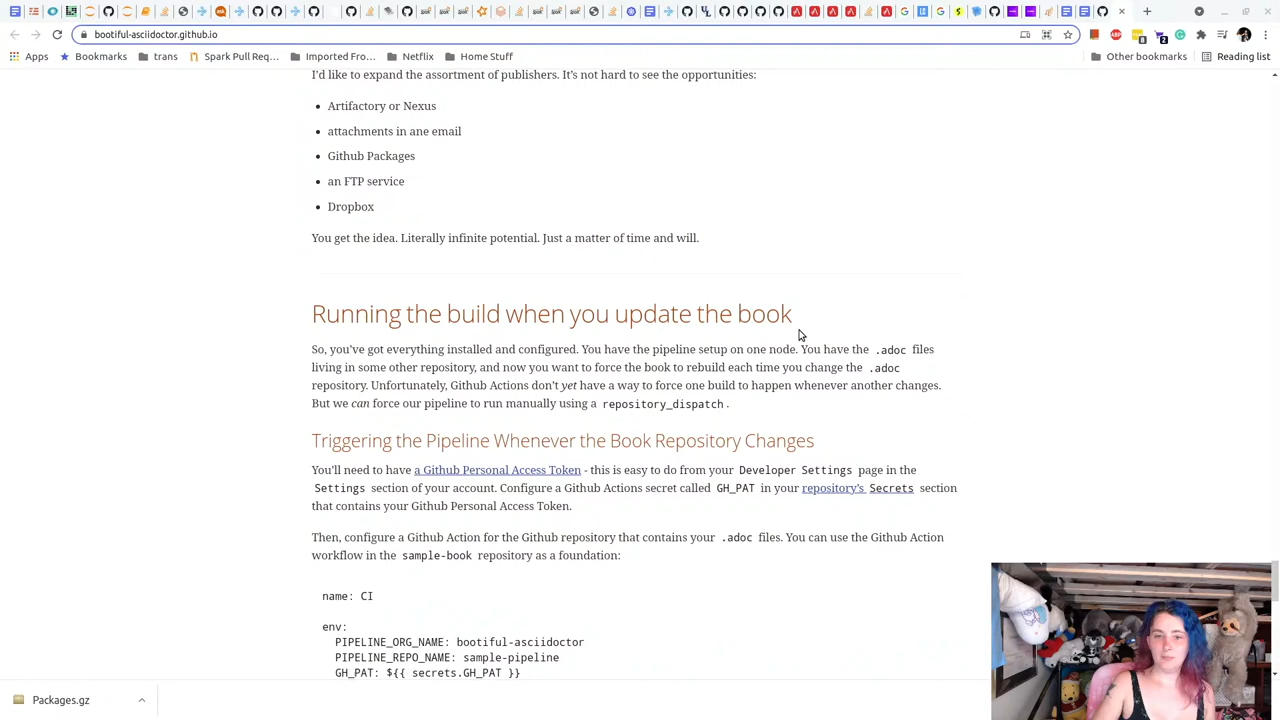 bootiful-asciidoctor.github.io
Apps
Bookmarks
trans
Spark Pull Req...
Imported Fro...
Netflix
Home Stuff
Other bookmarks
Reading list
I'd like to expand the assortment of publishers. It's not hard to see the opportunities:
Artifactory or Nexus
attachments in ane email
Github Packages
an FTP service
Dropbox
You get the idea. Literally infinite potential. Just a matter of time and will.
Running the build when you update the book
So, you've got everything installed and configured. You have the pipeline setup on one node. You have the .adoc files
living in some other repository, and now you want to force the book to rebuild each time you change the .adoc
repository. Unfortunately, Github Actions don't yet have a way to force one build to happen whenever another changes.
But we can force our pipeline to run manually using a repository_dispatch.
Triggering the Pipeline Whenever the Book Repository Changes
You'll need to have a Github Personal Access Token - this is easy to do from your Developer Settings page in the
Settings section of your account. Configure a Github Actions secret called GH_PAT in your repository's Secrets section
that contains your Github Personal Access Token.
Then, configure a Github Action for the Github repository that contains your .adoc files. You can use the Github Action
workflow in the sample-book repository as a foundation:
name: CI
env:
PIPELINE_ORG_NAME: bootiful-asciidoctor
PIPELINE_REPO_NAME: sample-pipeline
GH_PAT: ${{ secrets.GH_PAT }}
Packages.gz